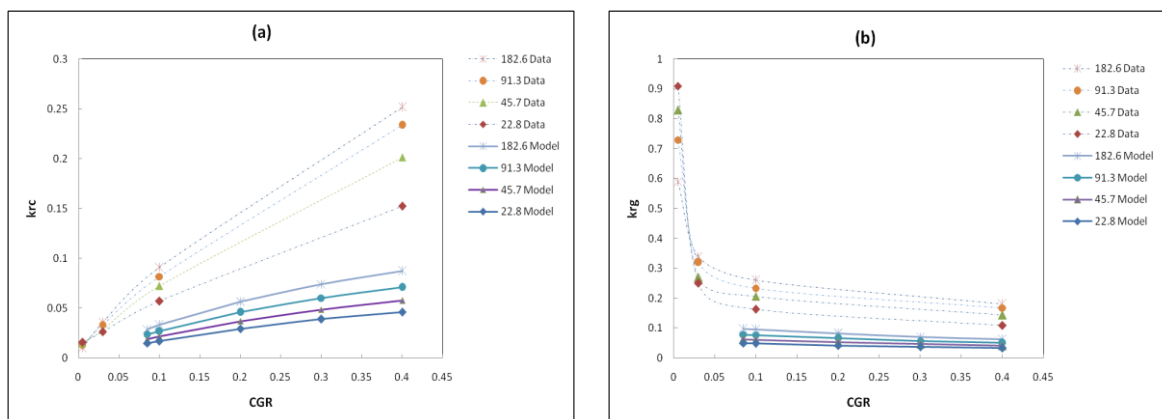 (a)
0.3
0.25
0.2
0.15
0.1
0.05
0
krc
0 0.05 0.1 0.15 0.2 0.25 0.3 0.35 0.4 0.45
CGR
182.6 Data
91.3 Data
45.7 Data
22.8 Data
182.6 Model
91.3 Model
45.7 Model
22.8 Model
(b)
1
0.9
0.8
0.7
0.6
0.5
0.4
0.3
0.2
0.1
0
krg
0 0.05 0.1 0.15 0.2 0.25 0.3 0.35 0.4 0.45
CGR
182.6 Data
91.3 Data
45.7 Data
22.8 Data
182.6 Model
91.3 Model
45.7 Model
22.8 Model